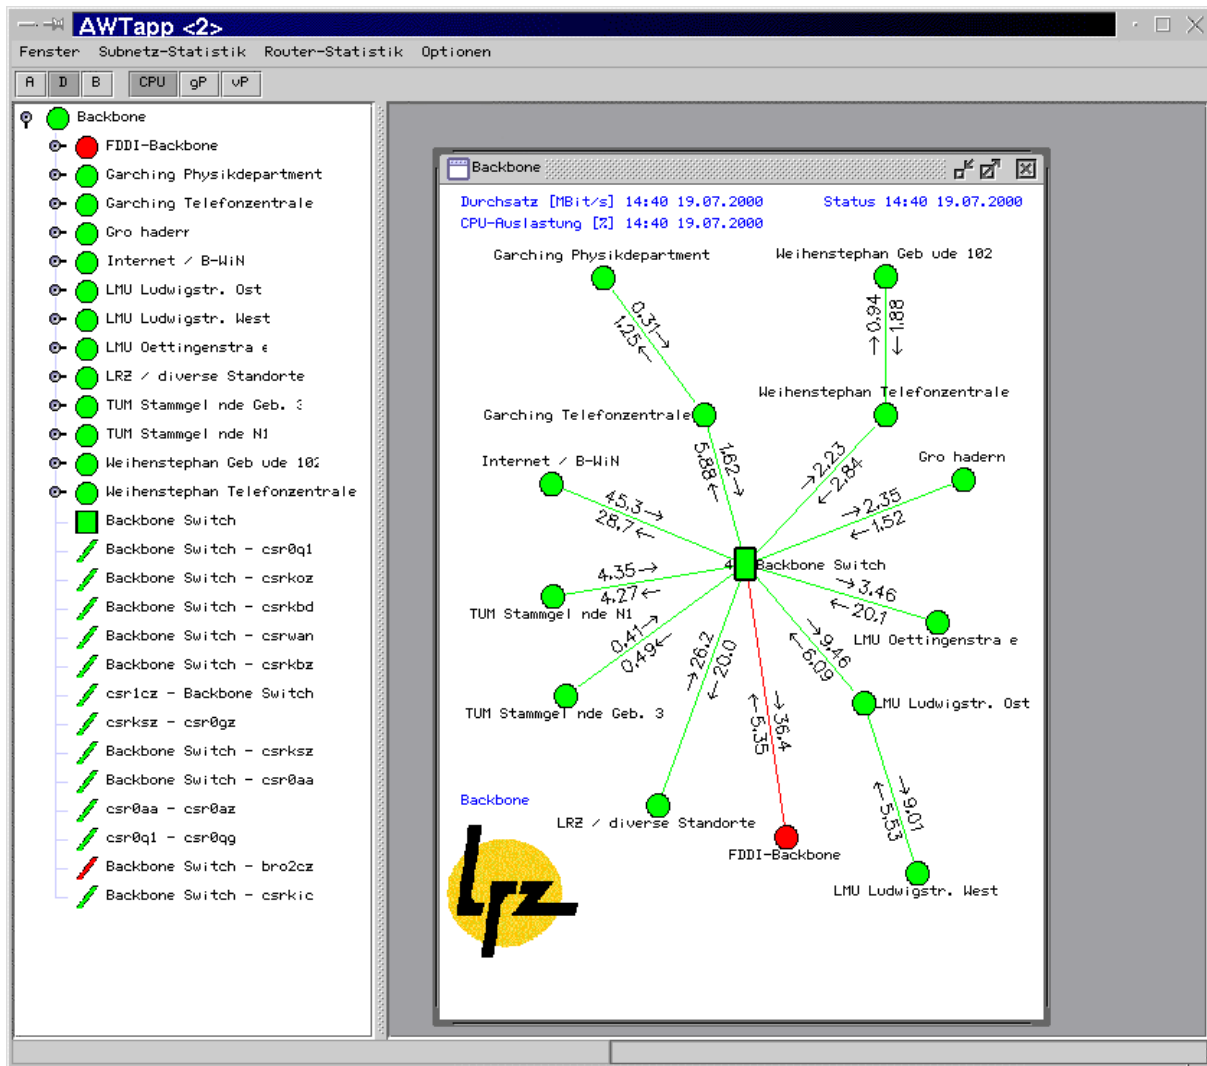 AWTapp <2>
Fenster Subnetz-Statistik Router-Statistik Optionen
A D B CPU gP vP
Backbone
FDDI-Backbone
Garching Physikdepartment
Garching Telefonzentrale
Gro hadern
Internet / B-WiN
LMU Ludwigstr. Ost
LMU Ludwigstr. West
LMU Oettingenstra e
LRZ / diverse Standorte
TUM Stammgel nde Geb. 3
TUM Stammgel nde N1
Weihenstephan Geb ude 102
Weihenstephan Telefonzentrale
Backbone Switch
Backbone Switch - csr0q1
Backbone Switch - csrkoz
Backbone Switch - csrkbd
Backbone Switch - csrwan
Backbone Switch - csrkbz
csr1cz - Backbone Switch
csrksz - csr0gz
Backbone Switch - csrksz
Backbone Switch - csr0aa
csr0aa - csr0az
csr0q1 - csr0qg
Backbone Switch - bro2cz
Backbone Switch - csrkic
Backbone
Durchsatz [MBit/s] 14:40 19.07.2000 Status 14:40 19.07.2000
CPU-Auslastung [%] 14:40 19.07.2000
Garching Physikdepartment
Weihenstephan Geb ude 102
0.31→
1.25←
→0.94
←1.88
Weihenstephan Telefonzentrale
Garching Telefonzentrale
1.62→
5.88←
→2.23
←2.84
Internet / B-WiN
Gro hadern
45.3→
28.7←
→2.35
←1.52
4 Backbone Switch
4.35→
4.27←
→3.46
←20.1
TUM Stammgel nde N1
LMU Oettingenstra e
0.41→
0.49←
→26.2
←20.0
→9.46
←6.09
TUM Stammgel nde Geb. 3
LMU Ludwigstr. Ost
→36.4
←5.35
→9.01
←5.53
Backbone
LRZ / diverse Standorte
FDDI-Backbone
LMU Ludwigstr. West
lrz